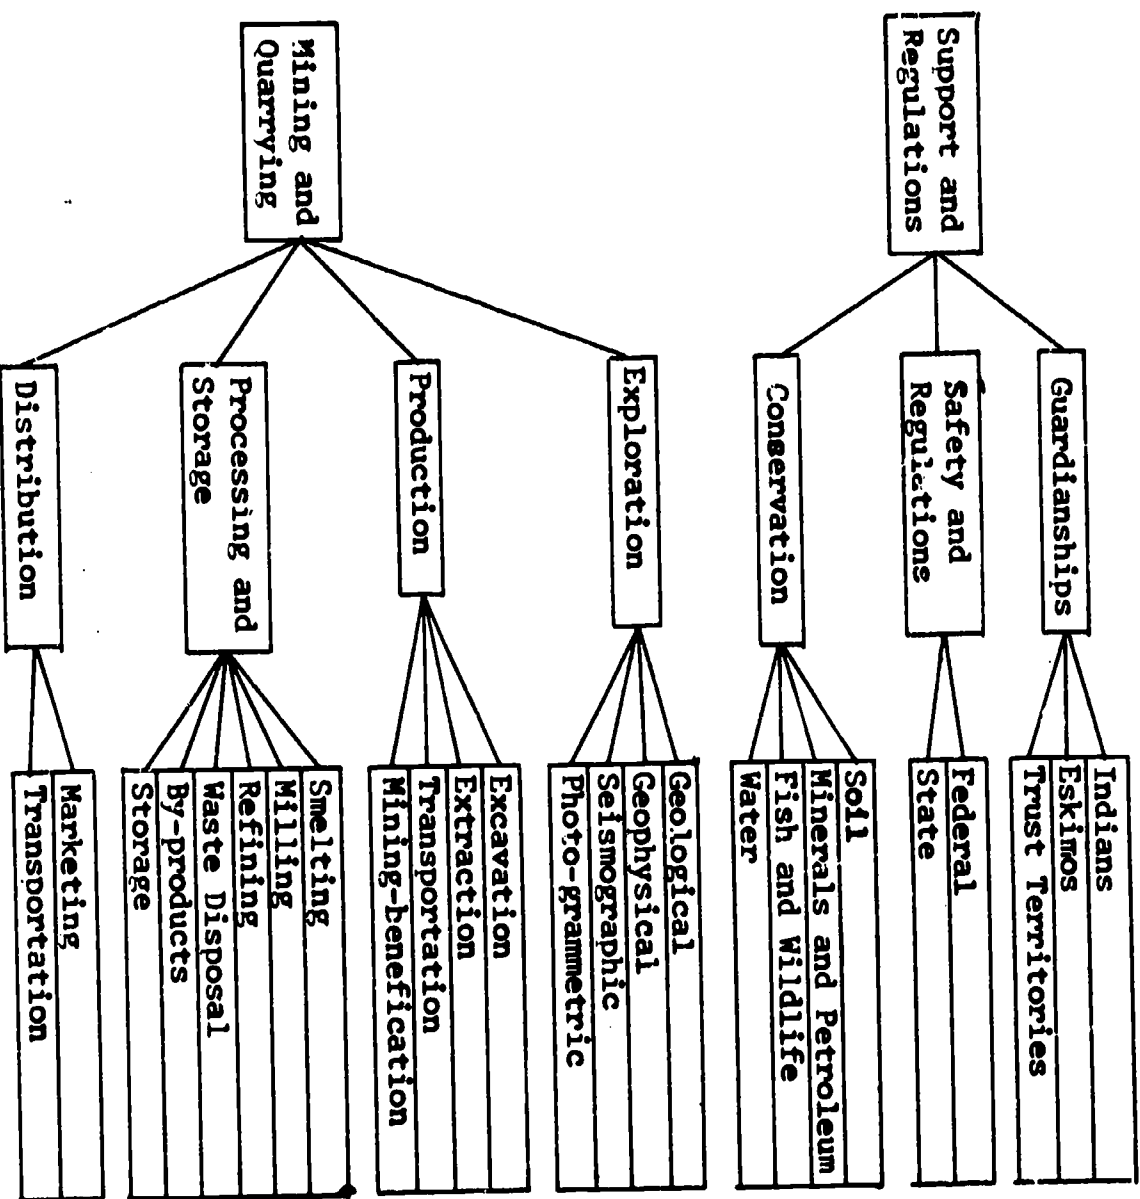 Support and
Regulations
Guardianships
Indians
Eskimos
Trust Territories
Safety and
Regulations
Federal
State
Conservation
Soil
Minerals and Petroleum
Fish and Wildlife
Water
Mining and
Quarrying
Exploration
Geological
Geophysical
Seismographic
Photo-grammetric
Production
Excavation
Extraction
Transportation
Mining-benefication
Processing and
Storage
Smelting
Milling
Refining
Waste Disposal
By-products
Storage
Distribution
Marketing
Transportation